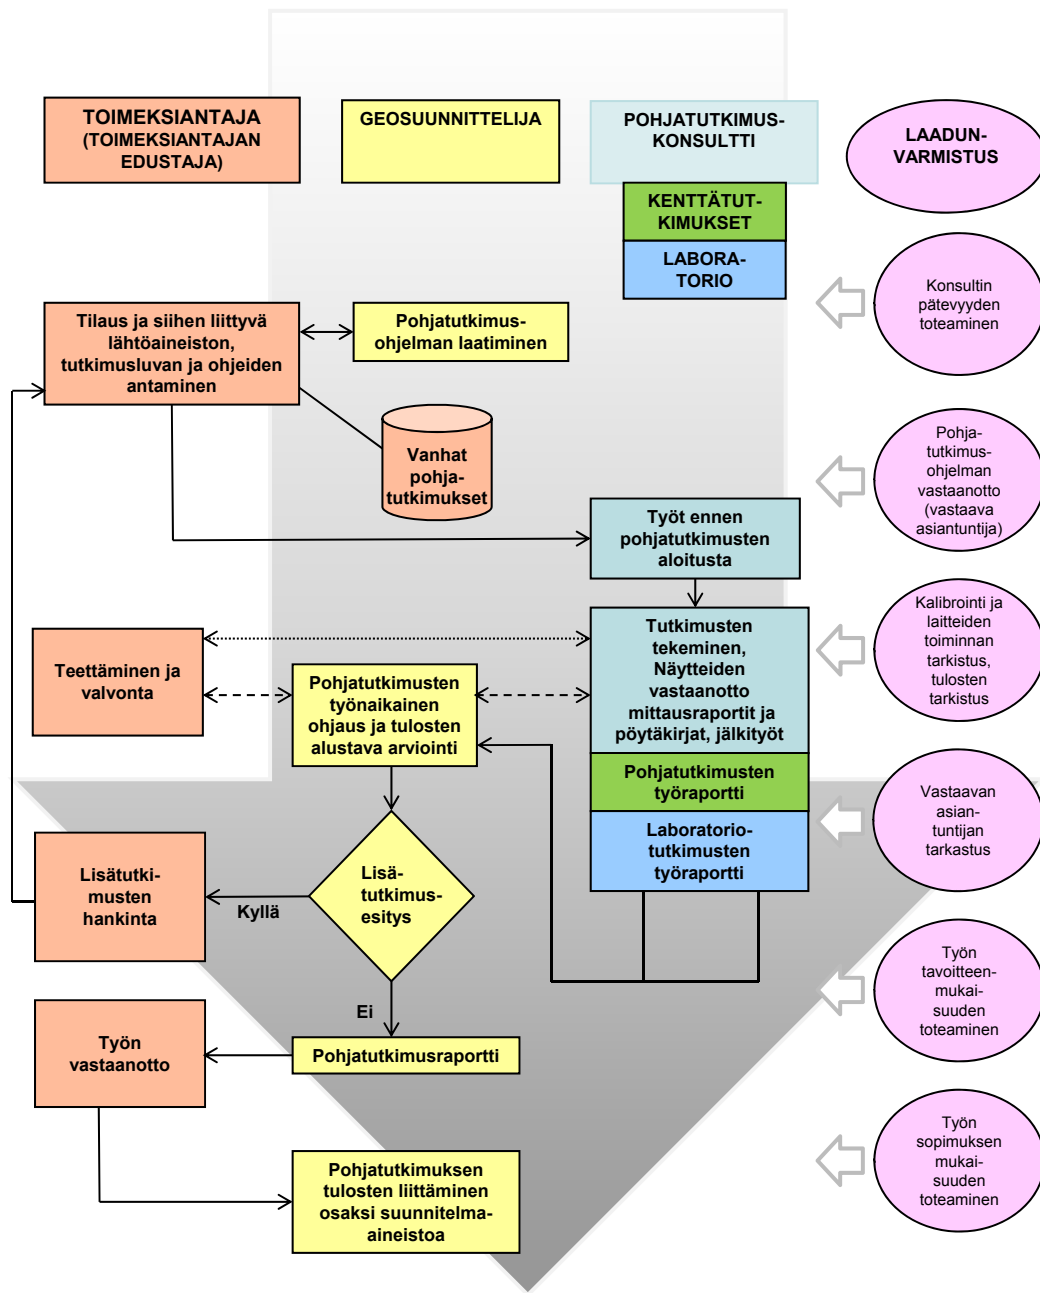 TOIMEKSIANTAJA
(TOIMEKSIANTAJAN
EDUSTAJA)
GEOSUUNNITTELIJA
POHJATUTKIMUS-
KONSULTTI
LAADUN-
VARMISTUS
KENTTÄTUT-
KIMUKSET
LABORA-
TORIO
Konsultin
pätevyyden
toteaminen
Tilaus ja siihen liittyvä
lähtöaineiston,
tutkimusluvan ja ohjeiden
antaminen
Pohjatutkimus-
ohjelman laatiminen
Vanhat
pohja-
tutkimukset
Pohja-
tutkimus-
ohjelman
vastaanotto
(vastaava
asiantuntija)
Työt ennen
pohjatutkimusten
aloitusta
Kalibrointi ja
laitteiden
toiminnan
tarkistus,
tulosten
tarkistus
Teettäminen ja
valvonta
Pohjatutkimusten
työnaikainen
ohjaus ja tulosten
alustava arviointi
Tutkimusten
tekeminen,
Näytteiden
vastaanotto
mittausraportit ja
pöytäkirjat, jälkityöt
Pohjatutkimusten
työraportti
Laboratorio-
tutkimusten
työraportti
Vastaavan
asian-
tuntijan
tarkastus
Lisätutki-
musten
hankinta
Kyllä
Lisä-
tutkimus-
esitys
Ei
Työn
tavoitteen-
mukai-
suuden
toteaminen
Työn
vastaanotto
Pohjatutkimusraportti
Työn
sopimuksen
mukai-
suuden
toteaminen
Pohjatutkimuksen
tulosten liittäminen
osaksi suunnitelma-
aineistoa